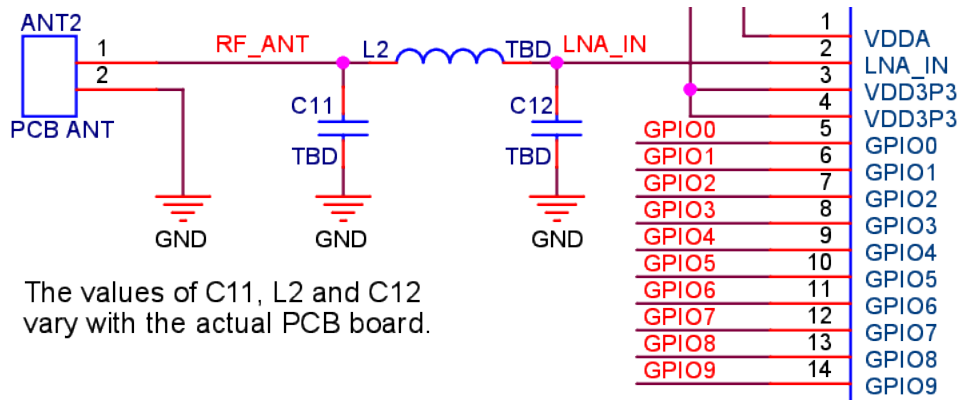 ANT2
1
2
PCB ANT
RF_ANT
L2
TBD
LNA_IN
C11
TBD
C12
TBD
GND
GND
GND
The values of C11, L2 and C12
vary with the actual PCB board.
1 VDDA
2 LNA_IN
3 VDD3P3
4 VDD3P3
GPIO0 5 GPIO0
GPIO1 6 GPIO1
GPIO2 7 GPIO2
GPIO3 8 GPIO3
GPIO4 9 GPIO4
GPIO5 10 GPIO5
GPIO6 11 GPIO6
GPIO7 12 GPIO7
GPIO8 13 GPIO8
GPIO9 14 GPIO9